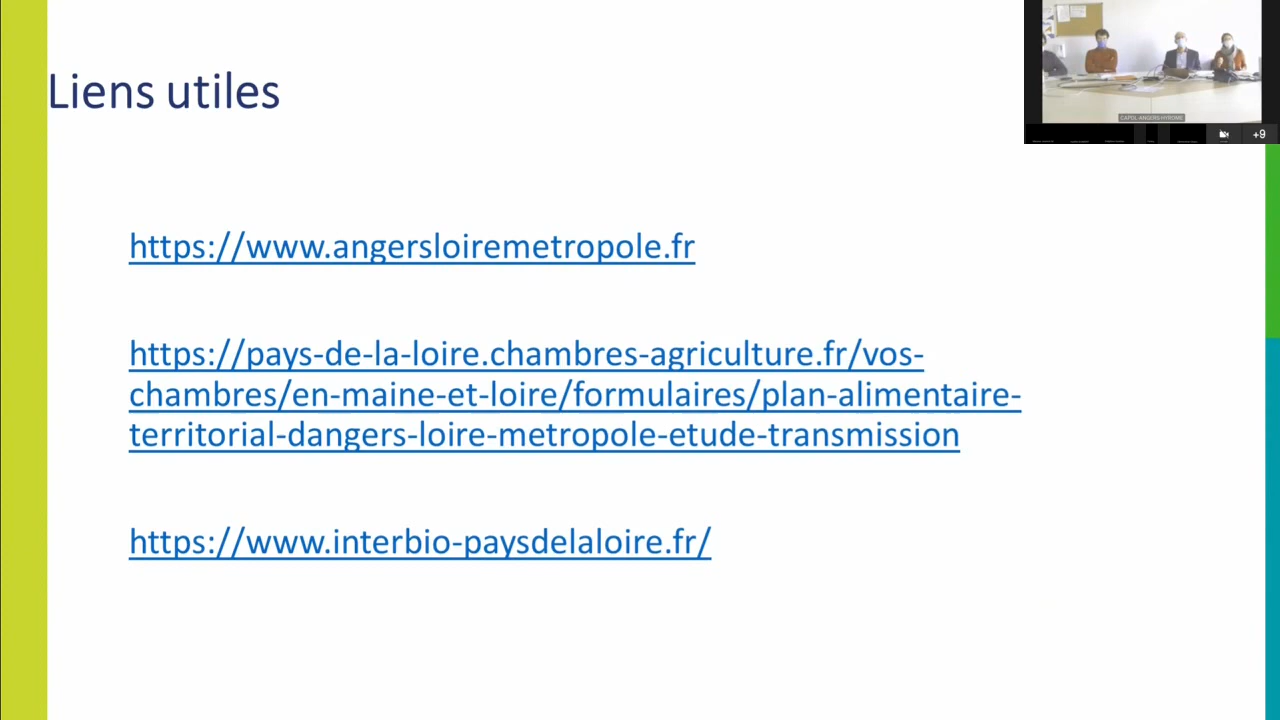 Liens utiles
https://www.angersloiremetropole.fr
https://pays-de-la-loire.chambres-agriculture.fr/vos-
chambres/en-maine-et-loire/formulaires/plan-alimentaire-
territorial-dangers-loire-metropole-etude-transmission
https://www.interbio-paysdelaloire.fr/
+9